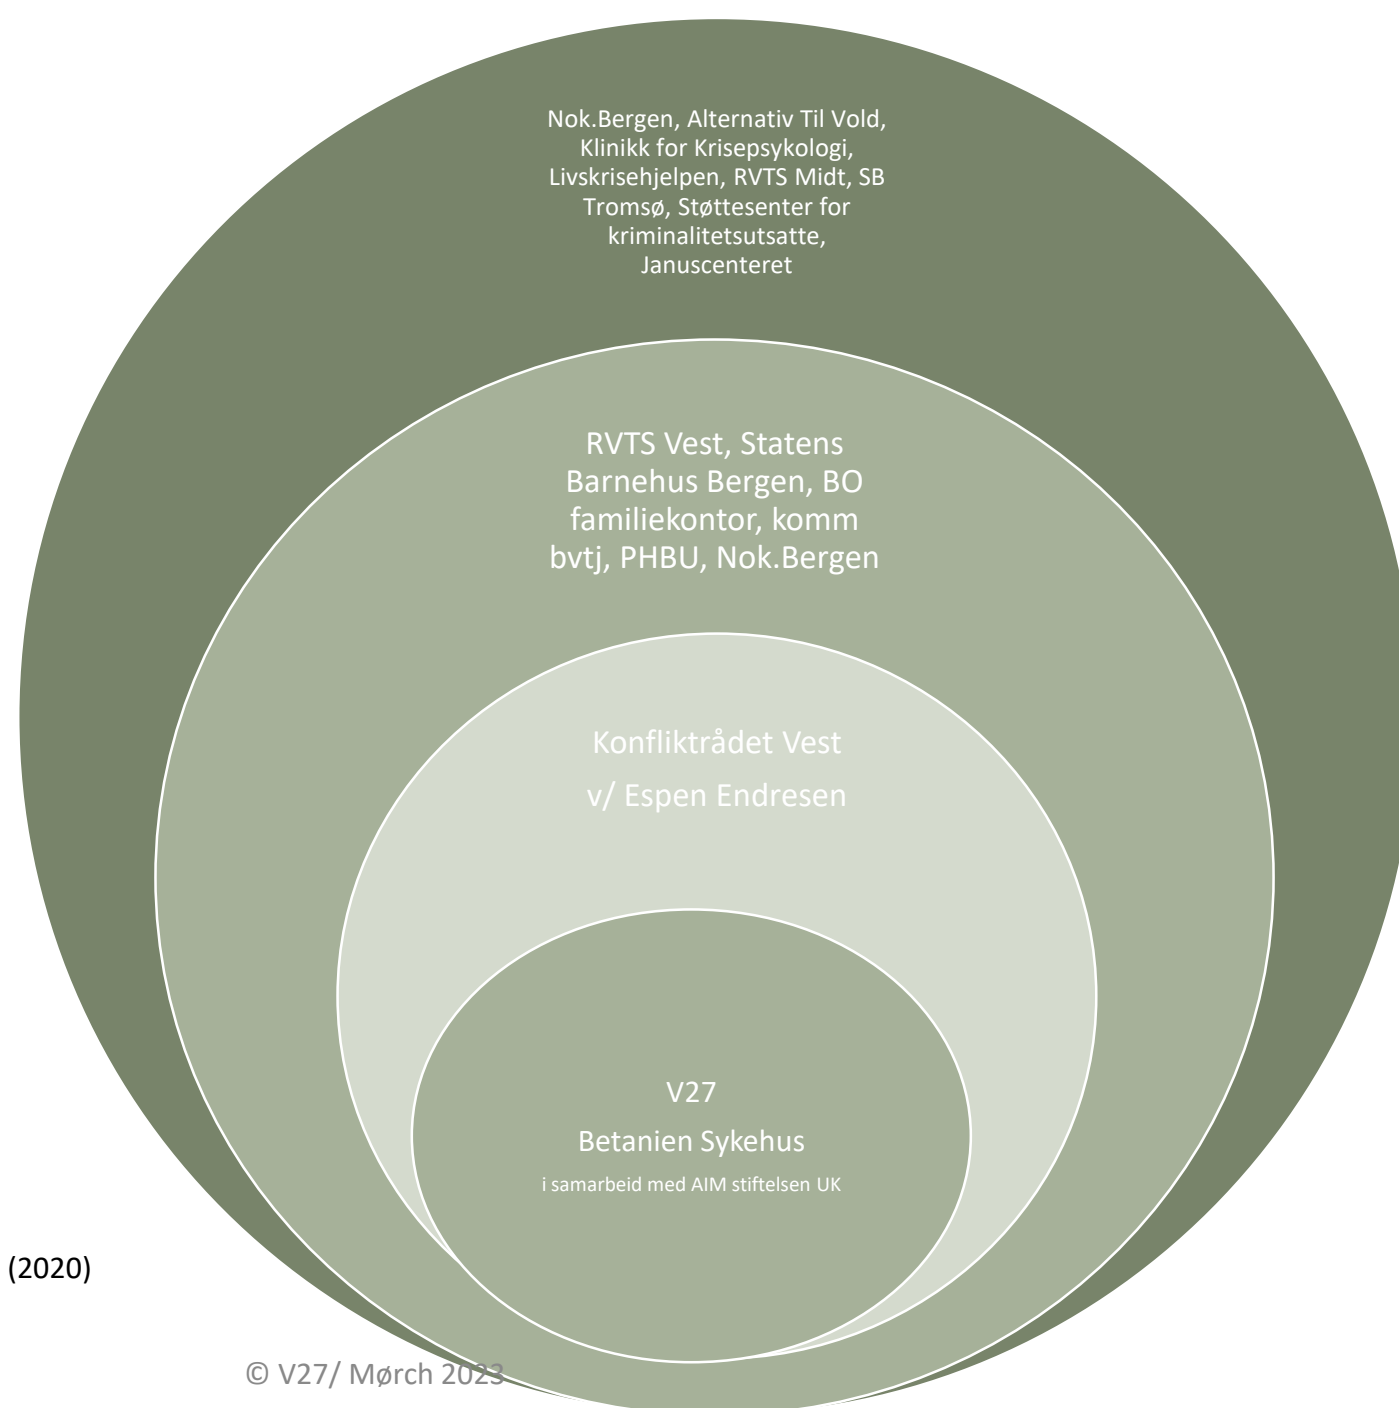 Nok.Bergen, Alternativ Til Vold,
Klinikk for Krisepsykologi,
Livskrisehjelpen, RVTS Midt, SB
Tromsø, Støttesenter for
kriminalitetsutsatte,
Januscenteret
RVTS Vest, Statens
Barnehus Bergen, BO
familiekontor, komm
bvtj, PHBU, Nok.Bergen
Konfliktrådet Vest
v/ Espen Endresen
V27
Betanien Sykehus
i samarbeid med AIM stiftelsen UK
(2020)
© V27/ Mørch 2023